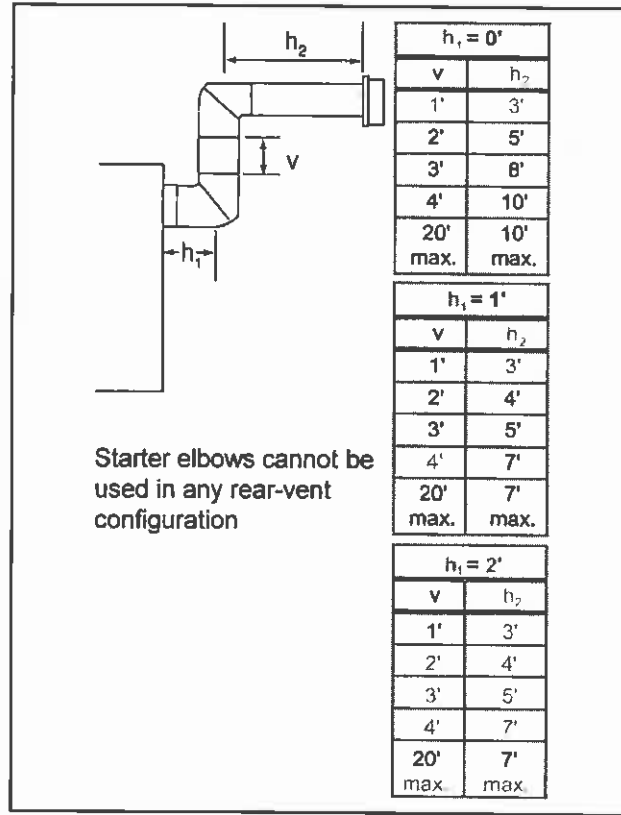 h₂
v
h₁
Starter elbows cannot be
used in any rear-vent
configuration
h₁ = 0'
v h₂
1' 3'
2' 5'
3' 8'
4' 10'
20' 10'
max. max.
h₁ = 1'
v h₂
1' 3'
2' 4'
3' 5'
4' 7'
20' 7'
max. max.
h₁ = 2'
v h₂
1' 3'
2' 4'
3' 5'
4' 7'
20' 7'
max. max.